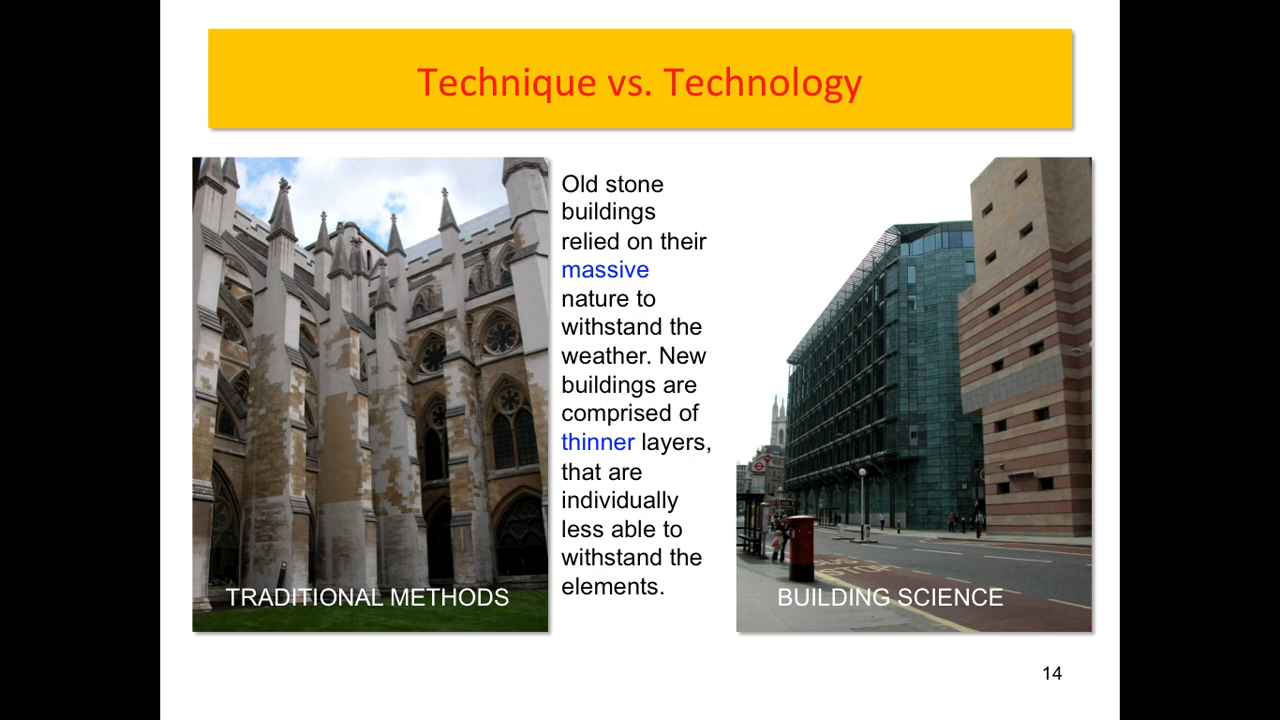 Technique vs. Technology
Old stone
buildings
relied on their
massive
nature to
withstand the
weather. New
buildings are
comprised of
thinner layers,
that are
individually
less able to
withstand the
elements.
TRADITIONAL METHODS
BUILDING SCIENCE
STOP
14